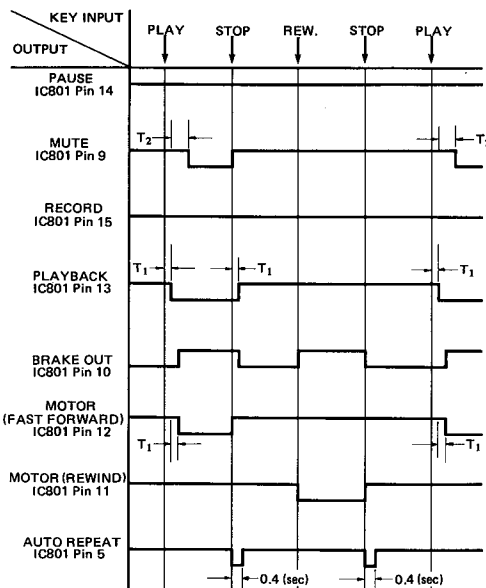 KEY INPUT
OUTPUT
PLAY STOP REW. STOP PLAY
PAUSE
IC801 Pin 14
T2 T
MUTE
IC801 Pin 9
RECORD
IC801 Pin 15
T1 T1 T1
PLAYBACK
IC801 Pin 13
BRAKE OUT
IC801 Pin 10
MOTOR
(FAST FORWARD)
IC801 Pin 12
T1 T1
MOTOR (REWIND)
IC801 Pin 11
AUTO REPEAT
IC801 Pin 5
0.4 (sec) 0.4 (sec)